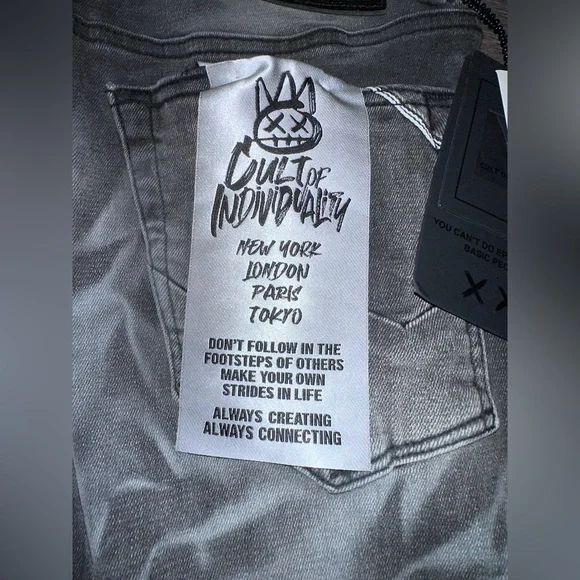 CULT OF
INDIVIDUALITY
NEW YORK
LONDON
PARIS
TOKYO
DON'T FOLLOW IN THE
FOOTSTEPS OF OTHERS
MAKE YOUR OWN
STRIDES IN LIFE
ALWAYS CREATING
ALWAYS CONNECTING
YOU CAN'T DO
BASIC
XX